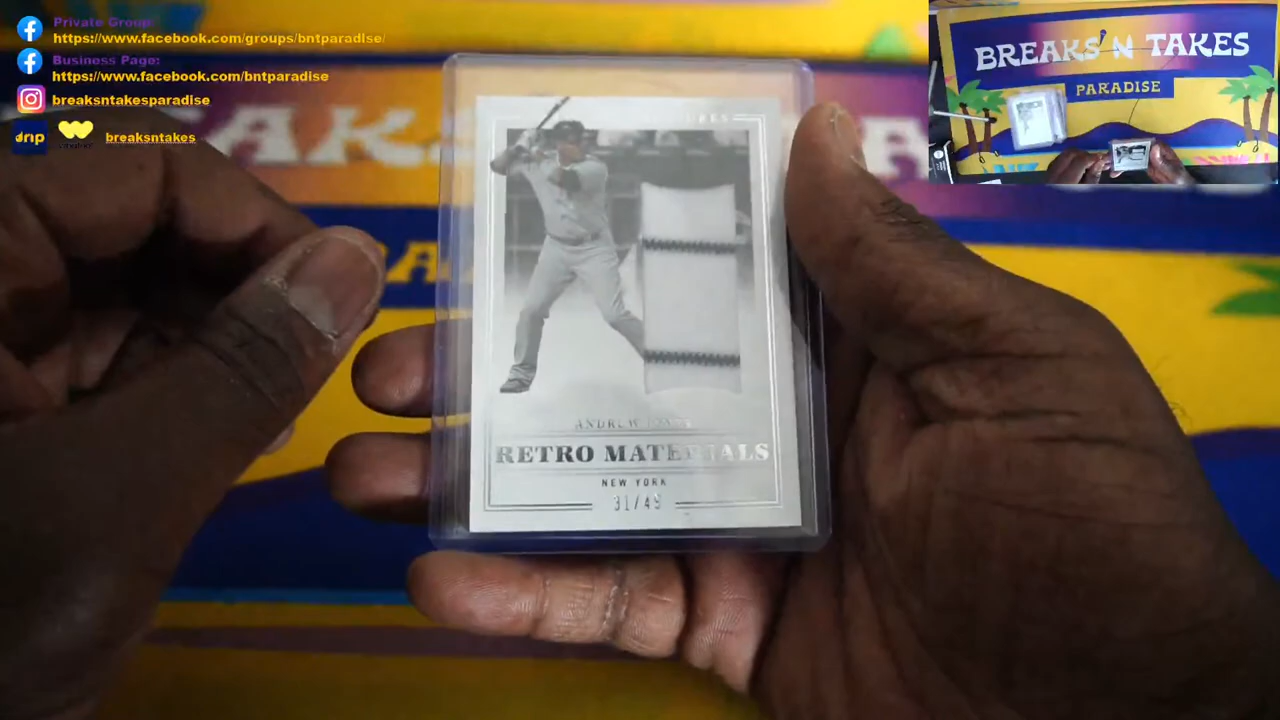 Private Group:
https://www.facebook.com/groups/bntparadise/
Business Page:
https://www.facebook.com/bntparadise
breaksntakesparadise
drip
breaksntakes
BREAKS'N TAKES
PARADISE
ANDREW
RETRO MATERIALS
NEW YORK
31/49